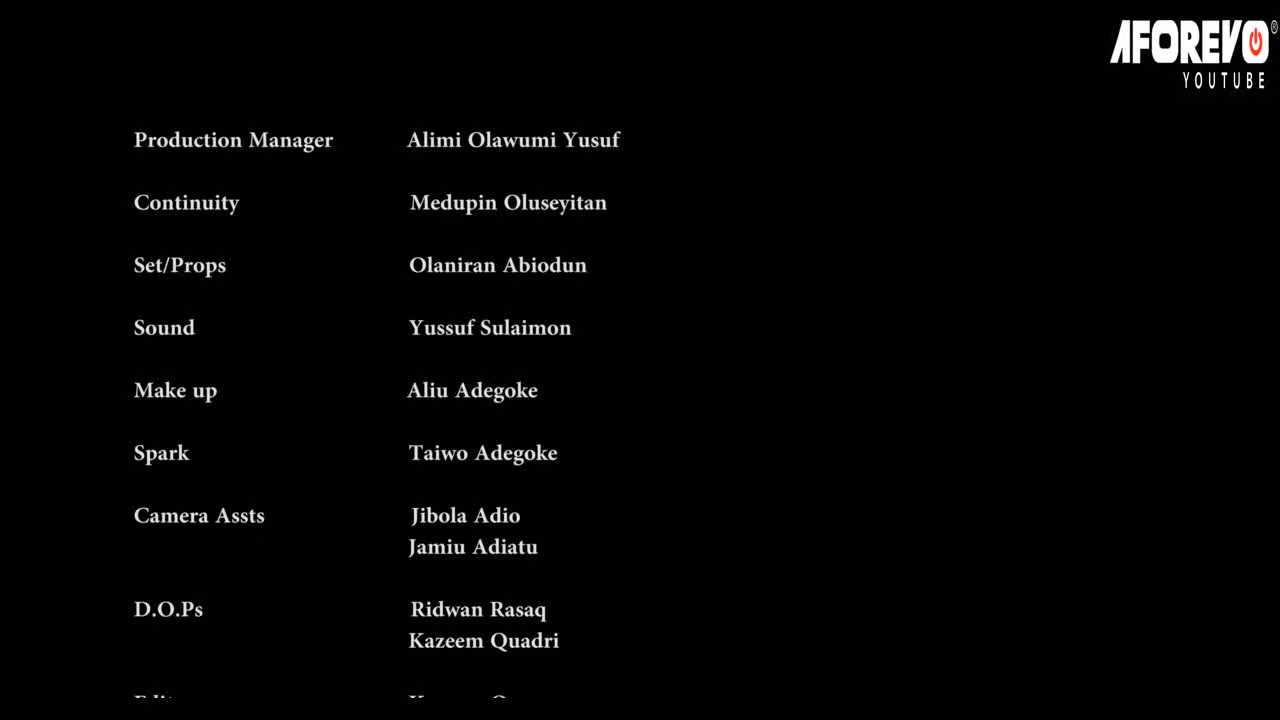 AFOREVO®
YOUTUBE
Production Manager Alimi Olawumi Yusuf
Continuity Medupin Oluseyitan
Set/Props Olaniran Abiodun
Sound Yussuf Sulaimon
Make up Aliu Adegoke
Spark Taiwo Adegoke
Camera Assts Jibola Adio
Jamiu Adiatu
D.O.Ps Ridwan Rasaq
Kazeem Quadri